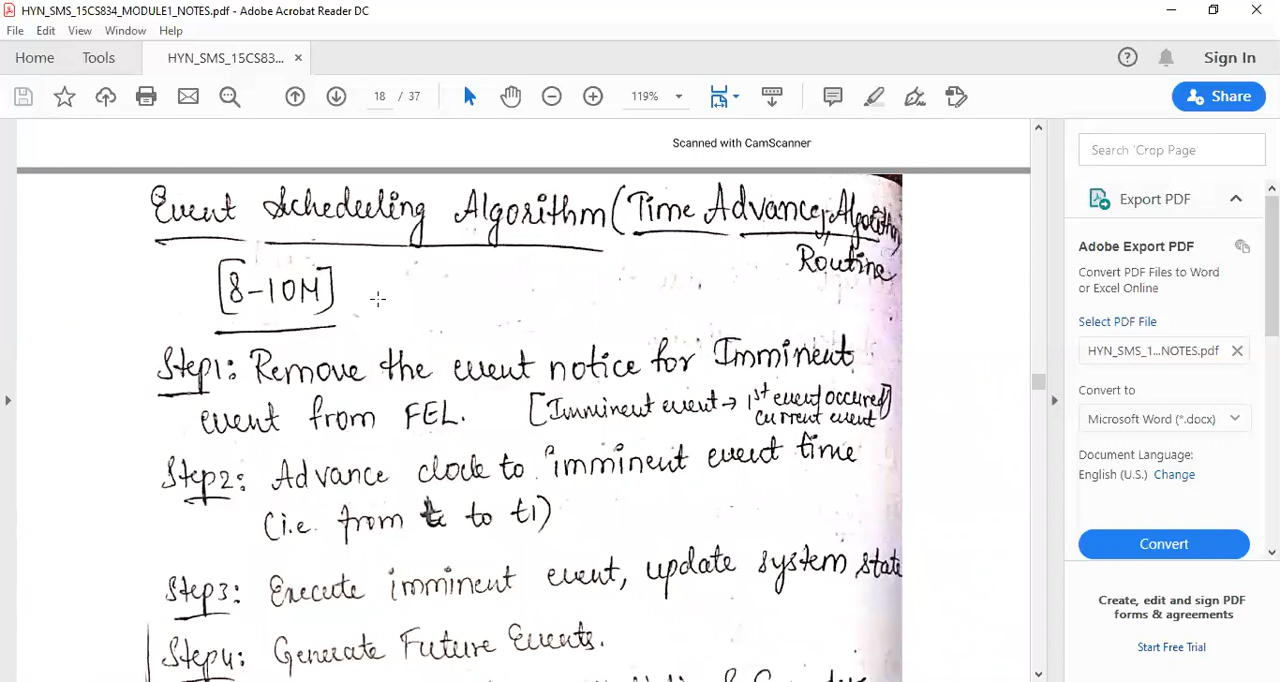 HYN_SMS_15CS834_MODULE1_NOTES.pdf - Adobe Acrobat Reader DC
File Edit View Window Help
Home Tools HYN_SMS_15CS83... × Sign In
18 / 37 119% Share
Scanned with CamScanner
Event Scheduling Algorithm (Time Advance Algorithm)
Routine
[8-10M]
Step1: Remove the event notice for Imminent
event from FEL. [Imminent event → 1st event occured]
current event
Step2: Advance clock to imminent event time
(i.e. from t to t1)
Step3: Execute imminent event, update system state
Step4: Generate Future Events.
Search 'Crop Page'
Export PDF
Adobe Export PDF
Convert PDF Files to Word
or Excel Online
Select PDF File
HYN_SMS_1...NOTES.pdf
Convert to
Microsoft Word (*.docx)
Document Language:
English (U.S.) Change
Convert
Create, edit and sign PDF
forms & agreements
Start Free Trial